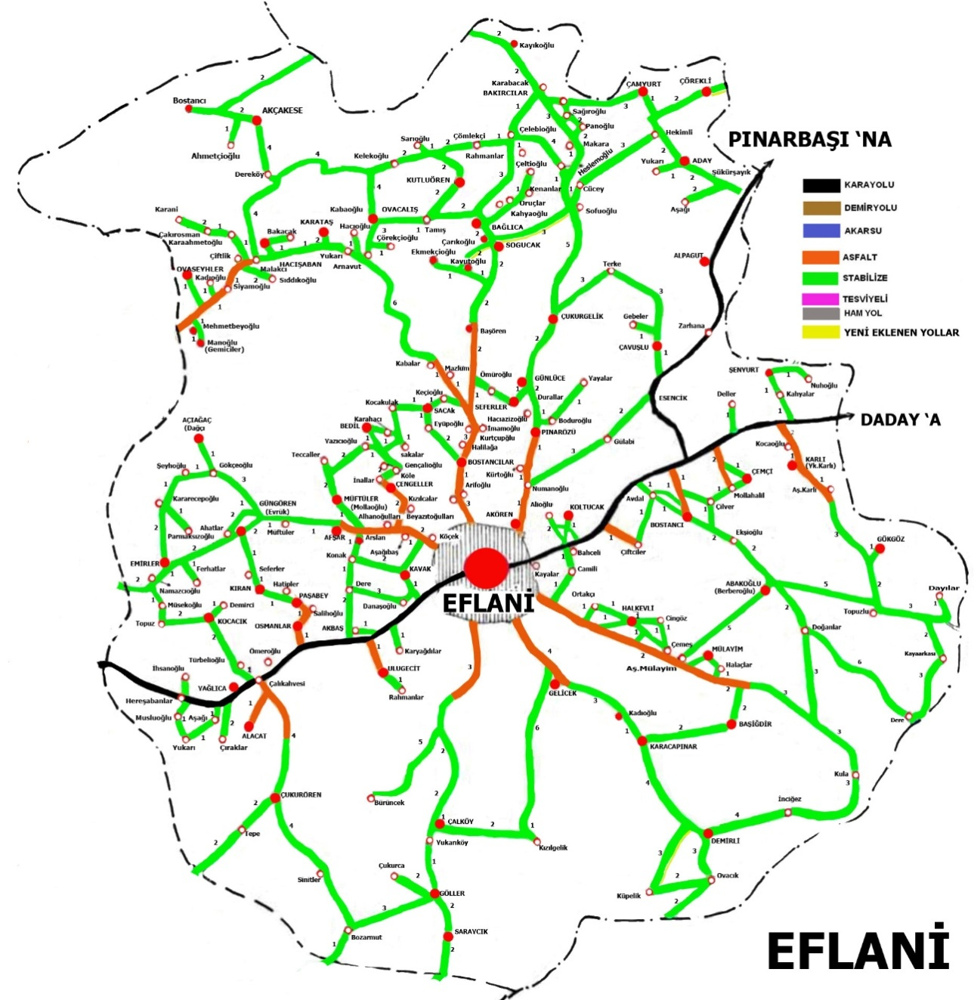 Kayıkoğlu
Karabacak
BAKIRCILAR
ÇAMYURT
ÇÖREKLİ
Bostancı
AKÇAKESE
Sağıroğlu
Panoğlu
Ahmetçioğlu
Sarıoğlu
Çömlekçi
Çelebioğlu
Makara
Hekimli
PINARBAŞI ‘NA
Kelekoğlu
Rahmanlar
Çeltioğlu
Heslemoğlu
Yukarı
ADAY
Şükürşayık
Dereköy
KUTLUÖREN
Kenanlar
Cücey
KARAYOLU
Karani
Kabaoğlu
OVACALIŞ
Oruçlar
Kahyaoğlu
Sofuoğlu
Aşağı
DEMİRYOLU
Çakırosman
Karaahmetoğlu
Bakacak
KARATAŞ
Hacıoğlu
Çörekçioğlu
Tamış
BAĞLICA
AKARSU
Çarıkoğlu
SOGUCAK
Çiftlik
Malakcı
HACIŞABAN
Yukarı
Arnavut
Ekmekçioğlu
Kayutoğlu
ALPAGUT
ASFALT
OVASEYHLER
Kadıoğlu
Siyamoğlu
Sıddıkoğlu
Terke
STABİLİZE
TESVİYELİ
HAM YOL
YENİ EKLENEN YOLLAR
Mehmetbeyoğlu
Manoğlu
(Gemiciler)
Başören
ÇUKURGELİK
Gebeler
ÇAVUŞLU
Zarhana
Kabalar
Mazlum
Ömüroğlu
GÜNLÜCE
Yayalar
ŞENYURT
Nuhoğlu
Keçioğlu
Kocakulak
SACAk
SEFERLER
Durallar
ESENCİK
Deller
Kahyalar
DADAY ‘A
AÇIAĞAÇ
(Dağcı
Karahacı
BEDİL
Eyüpoğlu
Hacıazizoğlu
Imamoğlu
Boduroğlu
PINARÖZÜ
Yazıcıoğlu
Kurtçupğlu
Halilağa
Gülabi
Kocaoğlu
Teccaller
sakalar
Gençalioğlu
BOSTANCILAR
Kürtoğlu
KARLI
(Yk.Karlı)
Şeyhloğlu
Gökçeoğlu
Köle
İnallar
ÇENGELLER
Arifoğlu
Numanoğlu
ÇEMÇİ
Aş.Karlı
Kararecepoğlu
GÜNGÖREN
(Evrük)
MÜFTÜLER
(Mollaoğlu)
Kızılcalar
Alioğlu
KOLTUCAK
Avdal
Mollahalil
Çilver
Parmaksızoğlu
Ahatlar
Müftüler
Alhanoğulları
Beyazıtoğulları
AKÖREN
BOSTANCI
AFŞAR
Arslan
Köçek
Ekşioğlu
GÖKGÖZ
Aşağıbaş
Bahceli
Çiftciler
EMİRLER
Konak
KAVAK
Kayalar
Camili
Ferhatlar
Seferler
Namazcıoğlu
KIRAN
Hatipler
PAŞABEY
Dere
EFLANİ
Ortakçı
ABAKOĞLU
(Berberoğlu)
Dayılar
Müsekoğlu
Demirci
Salihoğlu
Danaşoğlu
HALKEVLİ
Cingöz
Topuzlu
Topuz
KOCACIK
OSMANLAR
AKBAŞ
Doğanlar
Ömeroğlu
Karyağdılar
Çemeş
MÜLAYİM
Kayaarkası
Türbelioğlu
Aş.Mülayim
Halaçlar
İhsanoğlu
ULUGECİT
YAĞLICA
Çalıkahvesi
GELİCEK
Hereşabanlar
Rahmanlar
Musluoğlu
Aşağı
Kadıoğlu
Dere
ALACAT
BAŞIĞDIR
Yukarı
Çıraklar
KARACAPINAR
Kula
ÇUKURÖREN
Bürüncek
İnciğez
ÇALKÖY
Tepe
Yukarıköy
Kızılgelik
DEMİRLİ
Çukurca
Sinitler
Ovacık
GÖLLER
Küpelik
Bozarmut
SARAYCIK
EFLANİ